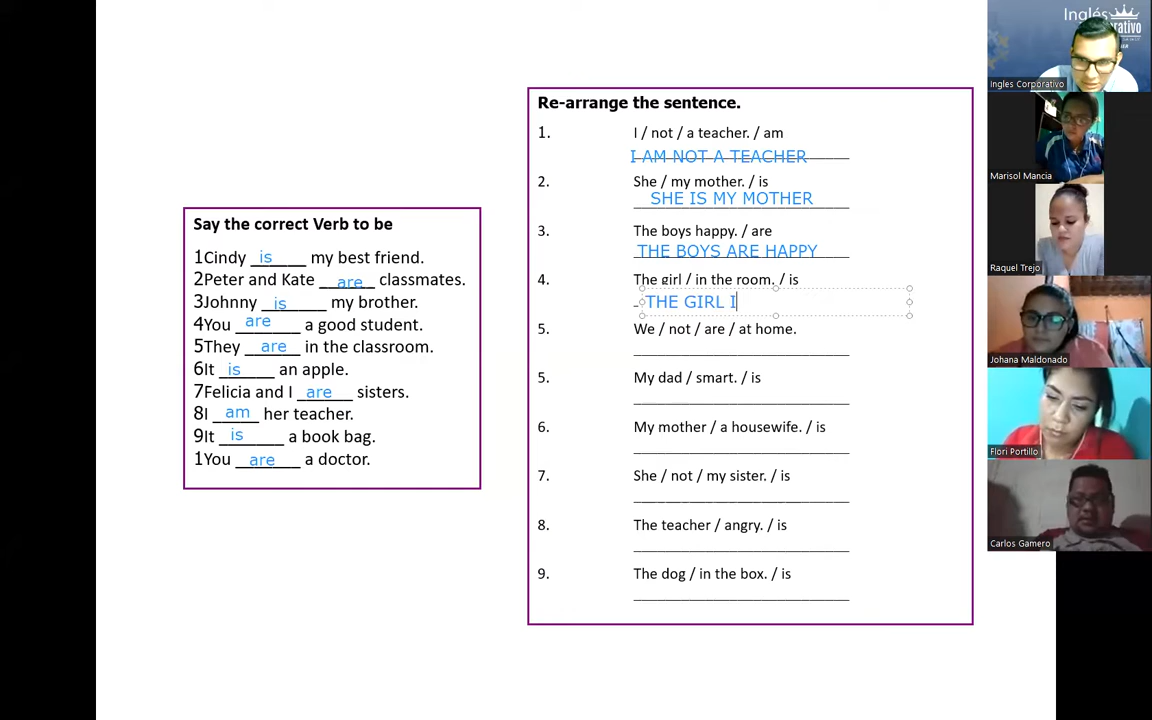 Say the correct Verb to be
1Cindy is my best friend.
2Peter and Kate are classmates.
3Johnny is my brother.
4You are a good student.
5They are in the classroom.
6It is an apple.
7Felicia and I are sisters.
8I am her teacher.
9It is a book bag.
1You are a doctor.
Re-arrange the sentence.
1. I / not / a teacher. / am
I AM NOT A TEACHER
2. She / my mother. / is
SHE IS MY MOTHER
3. The boys happy. / are
THE BOYS ARE HAPPY
4. The girl / in the room. / is
THE GIRL I
5. We / not / are / at home.
5. My dad / smart. / is
6. My mother / a housewife. / is
7. She / not / my sister. / is
8. The teacher / angry. / is
9. The dog / in the box. / is
Inglés
Ingles Corporativo
Marisol Mancia
Raquel Trejo
Johana Maldonado
Flori Portillo
Carlos Gamero